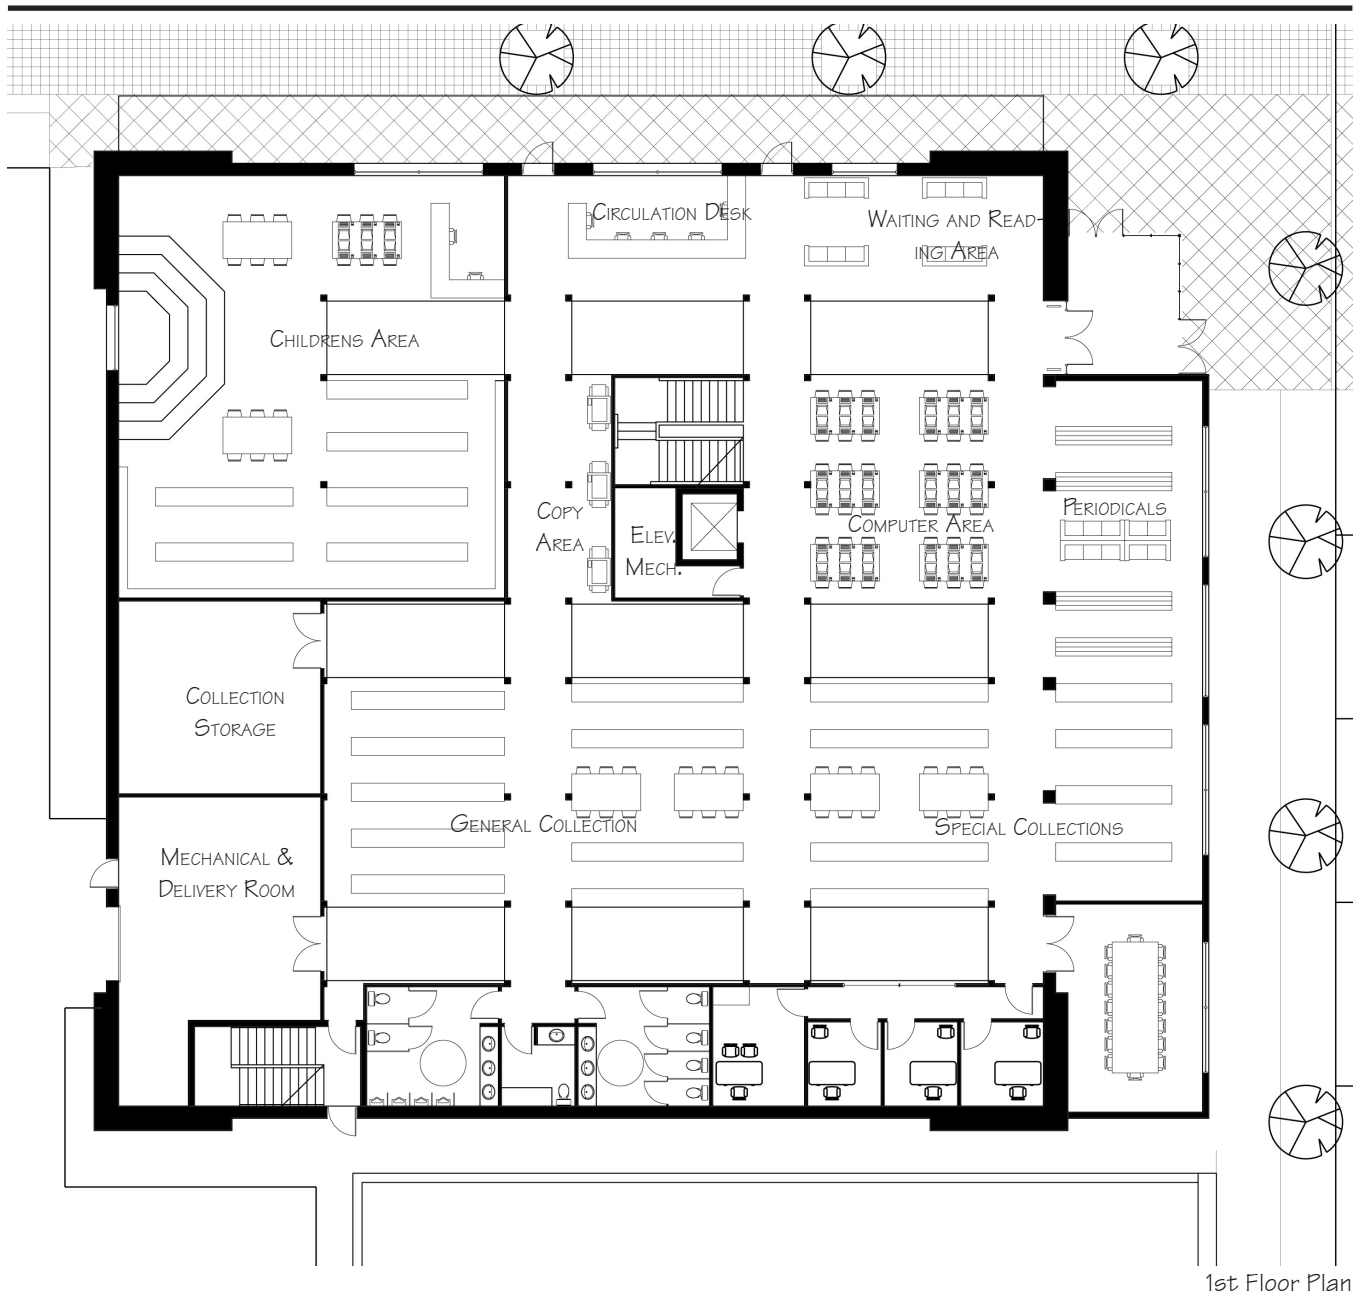 Circulation Desk
Waiting and Read-
ing Area
Childrens Area
Copy
Area
Elev.
Mech.
Computer Area
Periodicals
Collection
Storage
General Collection
Special Collections
Mechanical &
Delivery Room
1st Floor Plan